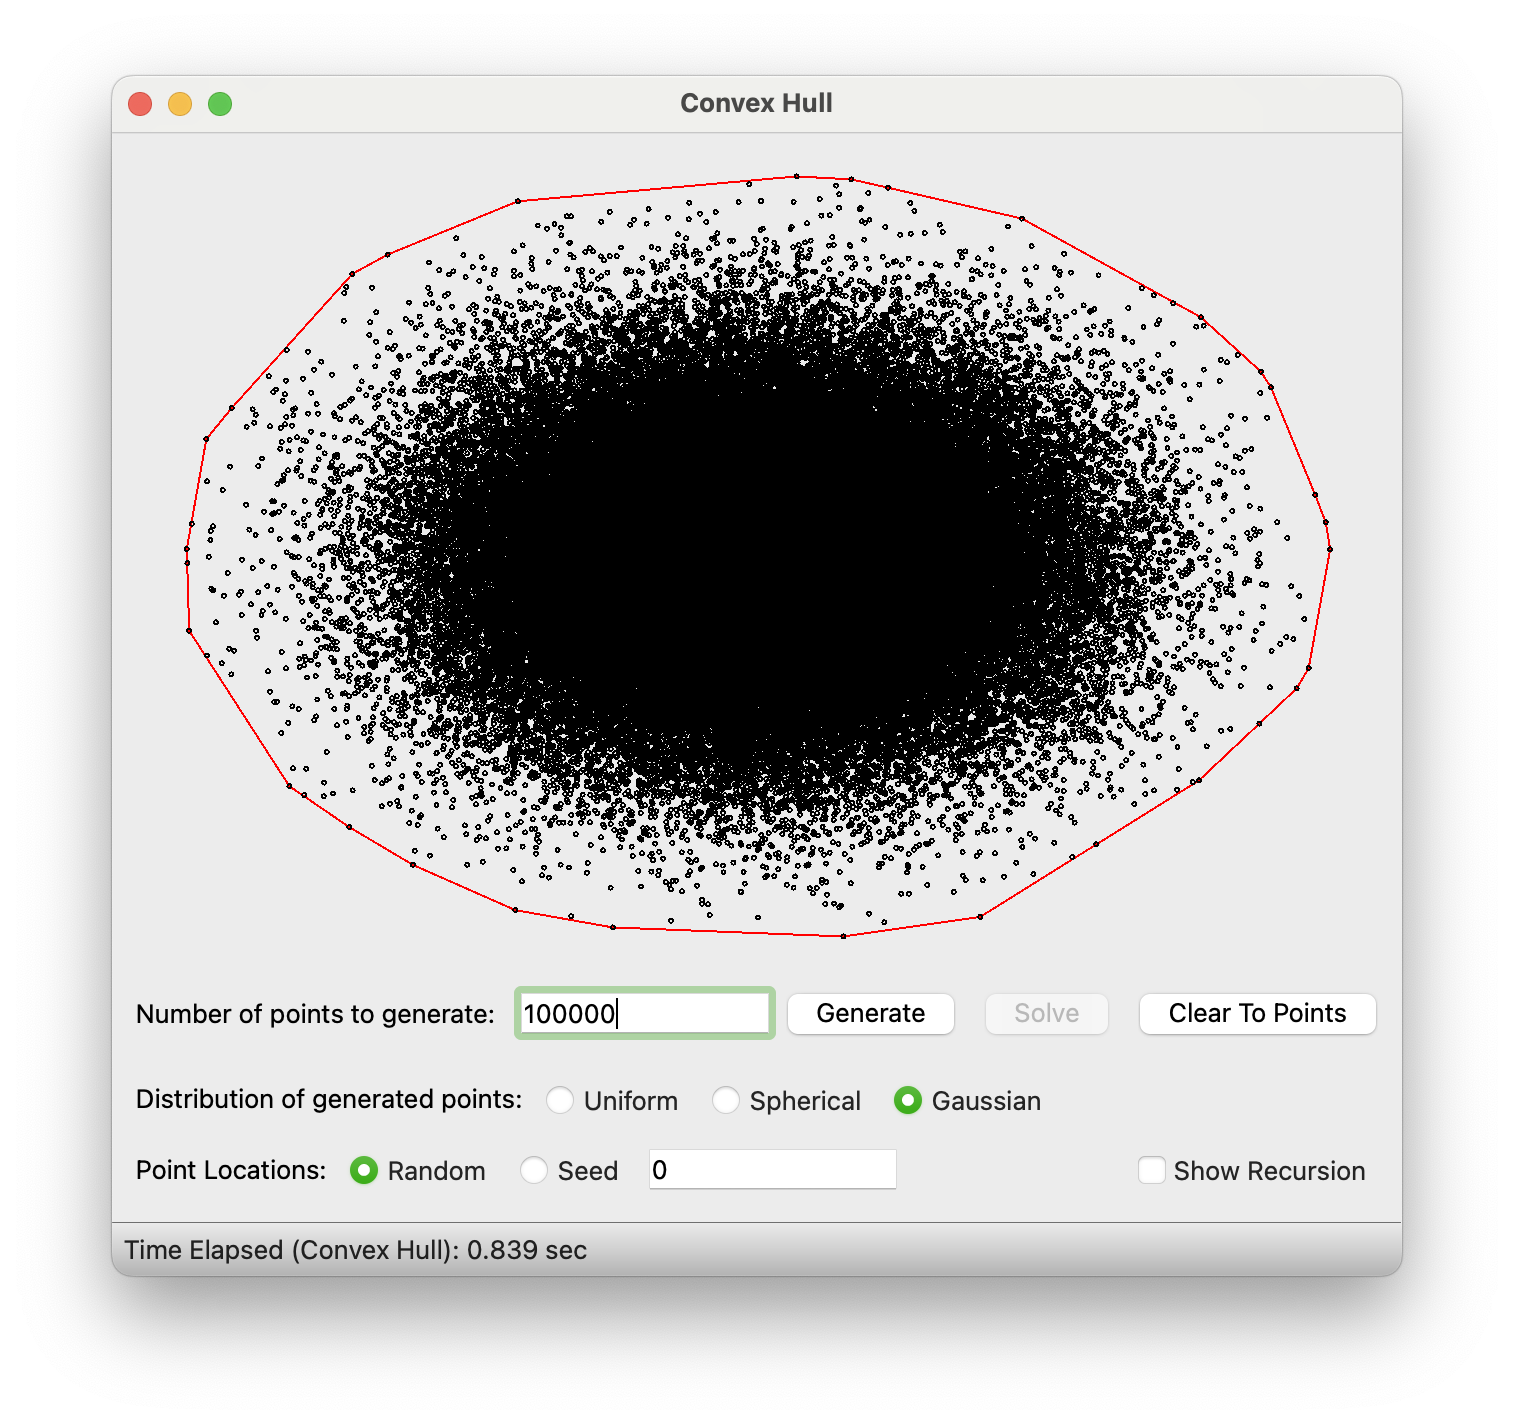 Convex Hull
Number of points to generate: 100000 Generate Solve Clear To Points
Distribution of generated points: Uniform Spherical Gaussian
Point Locations: Random Seed 0 Show Recursion
Time Elapsed (Convex Hull): 0.839 sec